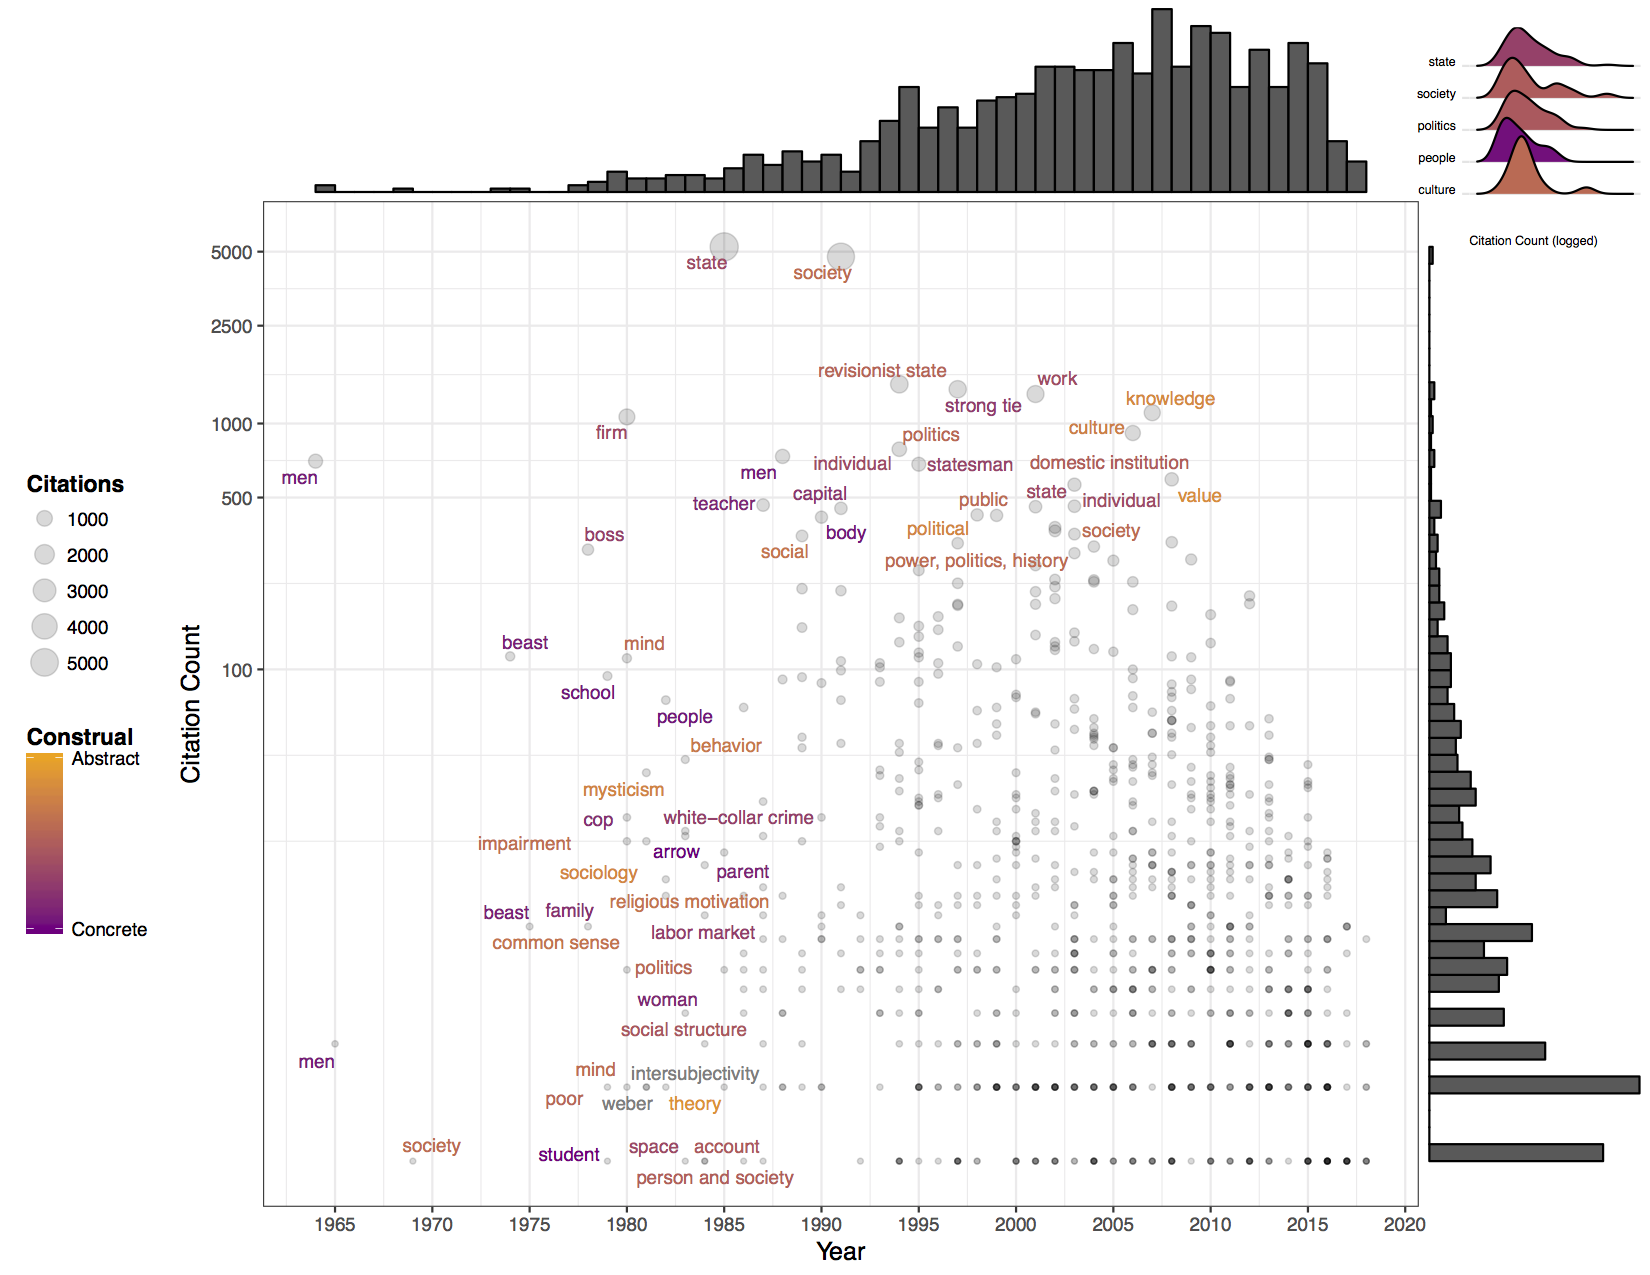 state
society
politics
people
culture
Citation Count (logged)
5000
2500
1000
500
100
Citation Count
Citations
1000
2000
3000
4000
5000
Construal
Abstract
Concrete
state
society
revisionist state
work
strong tie
knowledge
firm
culture
politics
men
men
individual
statesman
domestic institution
teacher
capital
state
individual
value
public
boss
body
political
society
social
power, politics, history
beast
mind
school
people
behavior
mysticism
cop
white−collar crime
impairment
arrow
sociology
parent
religious motivation
beast
family
common sense
labor market
politics
woman
social structure
men
mind
intersubjectivity
poor
weber
theory
society
student
space
account
person and society
1965
1970
1975
1980
1985
1990
1995
2000
2005
2010
2015
2020
Year